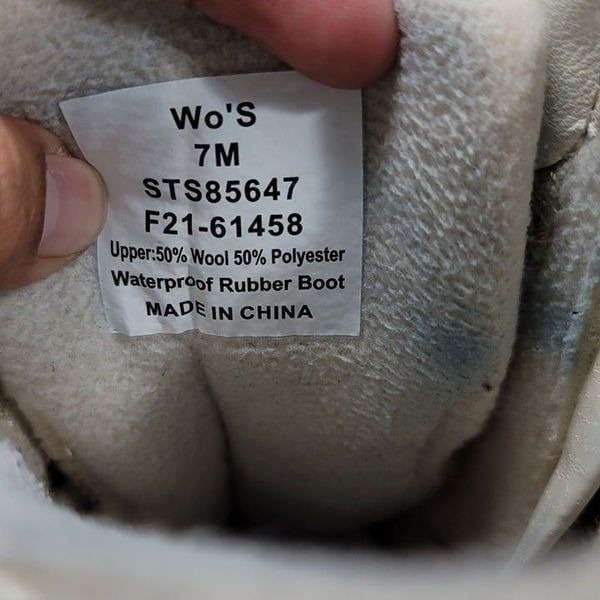 Wo'S
7M
STS85647
F21-61458
Upper:50% Wool 50% Polyester
Waterproof Rubber Boot
MADE IN CHINA